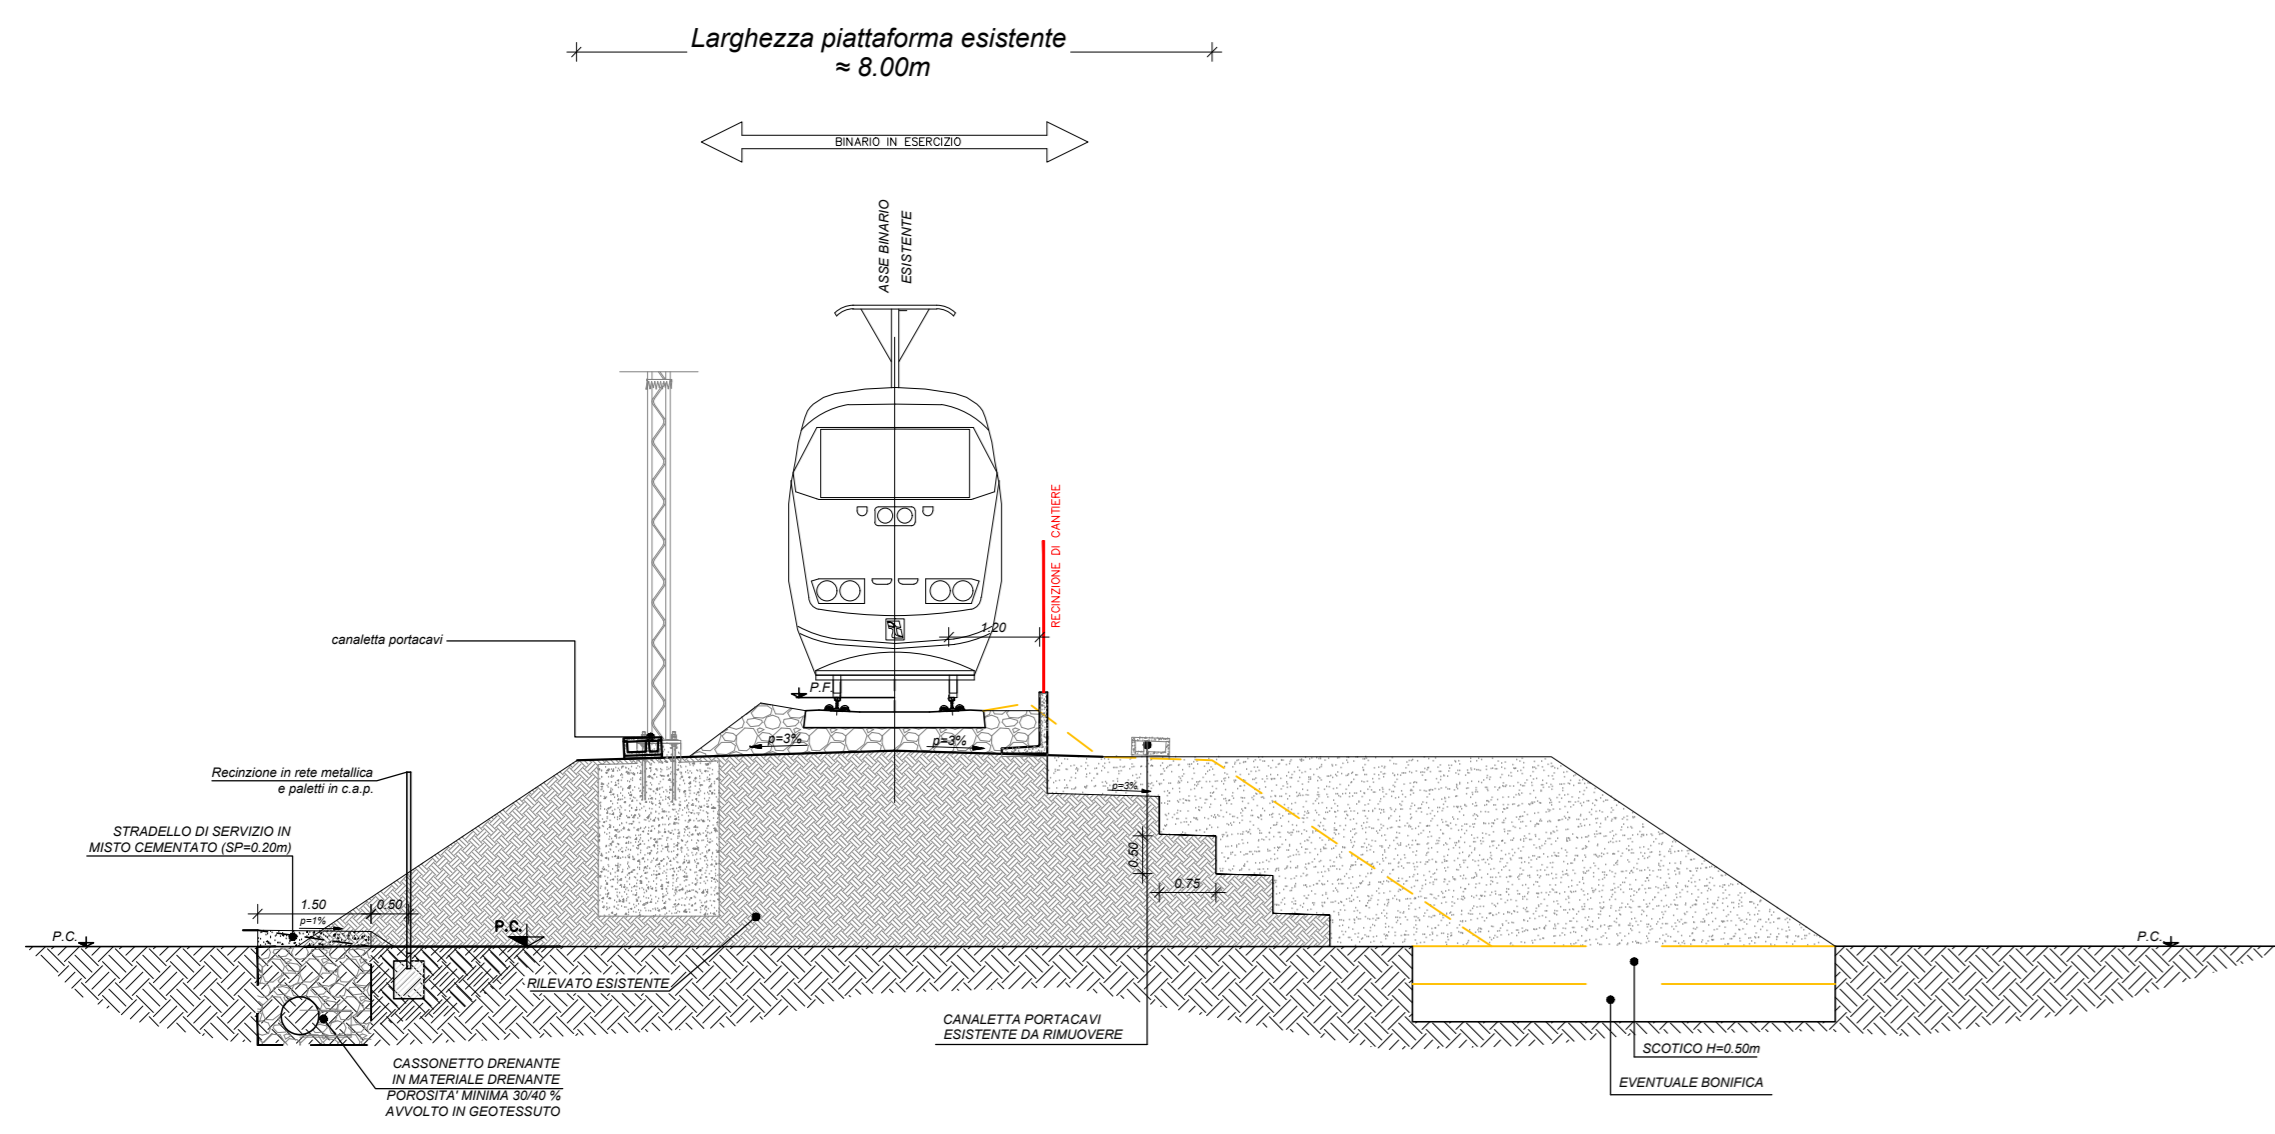 Larghezza piattaforma esistente
≈ 8.00m
BINARIO IN ESERCIZIO
ASSE BINARIO
ESISTENTE
RECINZIONE DI CANTIERE
1.20
canaletta portacavi
P.F.
p=3%
p=3%
Recinzione in rete metallica
e paletti in c.a.p.
p=3%
STRADELLO DI SERVIZIO IN
MISTO CEMENTATO (SP=0.20m)
0.50
0.75
1.50
0.50
p=1%
P.C.
P.C.
P.C.
RILEVATO ESISTENTE
CANALETTA PORTACAVI
ESISTENTE DA RIMUOVERE
SCOTICO H=0.50m
EVENTUALE BONIFICA
CASSONETTO DRENANTE
IN MATERIALE DRENANTE
POROSITA' MINIMA 30/40 %
AVVOLTO IN GEOTESSUTO